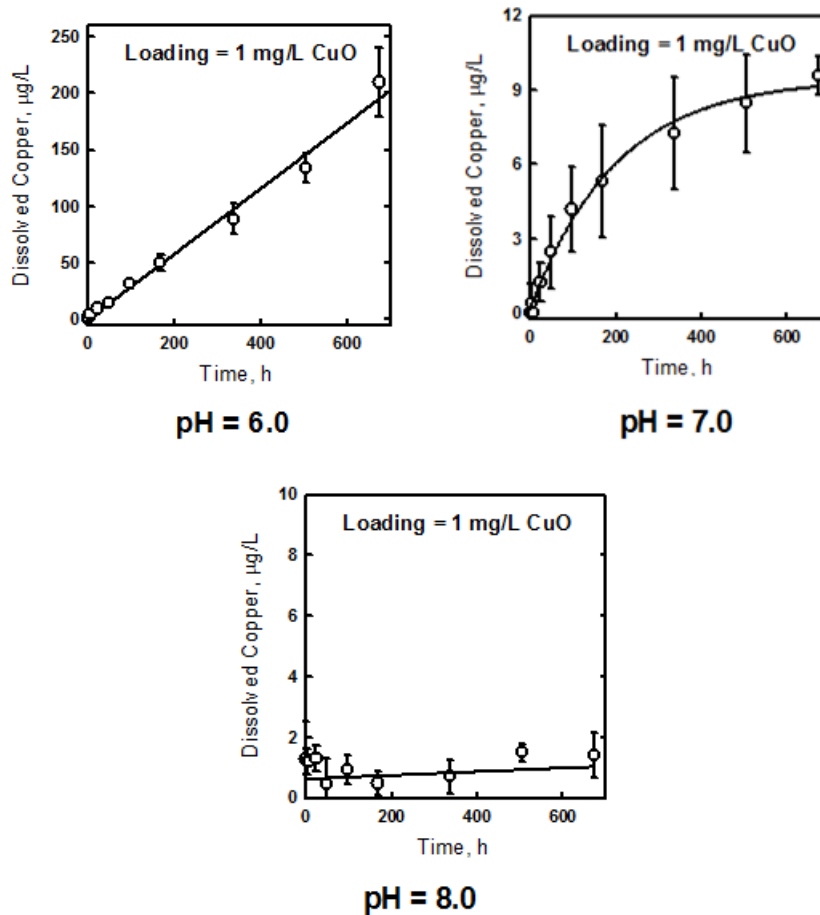 Loading = 1 mg/L CuO
Dissolved Copper, µg/L
250
200
150
100
50
0
0 200 400 600
Time, h
pH = 6.0
Loading = 1 mg/L CuO
Dissolved Copper, µg/L
12
9
6
3
0
0 200 400 600
Time, h
pH = 7.0
Loading = 1 mg/L CuO
Dissolved Copper, µg/L
10
8
6
4
2
0
0 200 400 600
Time, h
pH = 8.0